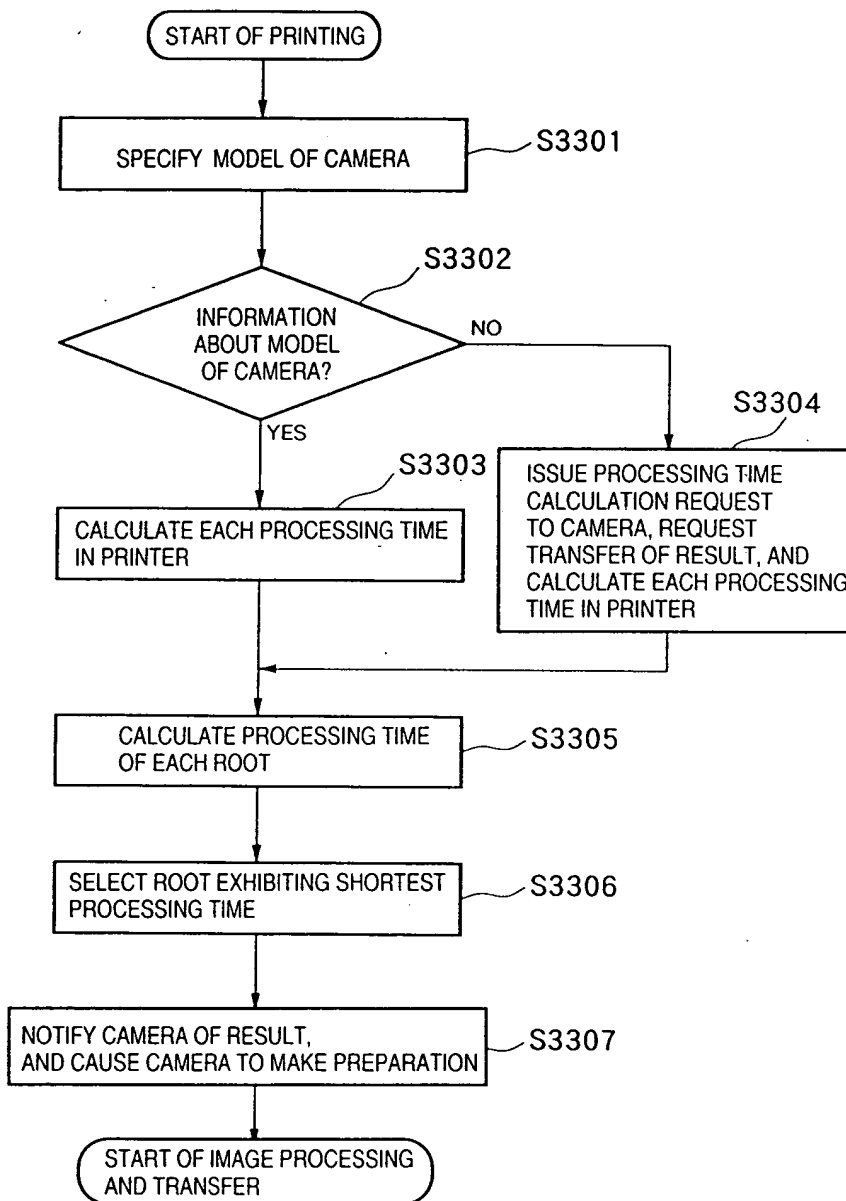 START OF PRINTING
S3301
SPECIFY MODEL OF CAMERA
S3302
INFORMATION
ABOUT MODEL
OF CAMERA?
NO
YES
S3303
CALCULATE EACH PROCESSING TIME
IN PRINTER
S3304
ISSUE PROCESSING TIME
CALCULATION REQUEST
TO CAMERA, REQUEST
TRANSFER OF RESULT, AND
CALCULATE EACH PROCESSING
TIME IN PRINTER
CALCULATE PROCESSING TIME
OF EACH ROOT
S3305
SELECT ROOT EXHIBITING SHORTEST
PROCESSING TIME
S3306
NOTIFY CAMERA OF RESULT,
AND CAUSE CAMERA TO MAKE PREPARATION
S3307
START OF IMAGE PROCESSING
AND TRANSFER